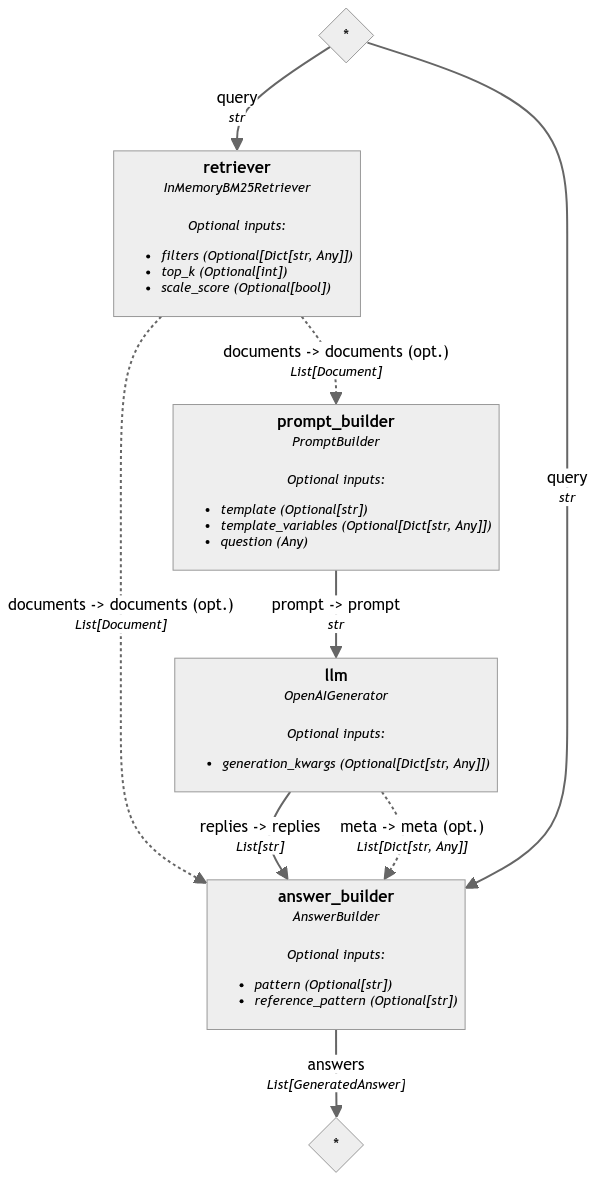 *
query
str
retriever
InMemoryBM25Retriever
Optional inputs:
• filters (Optional[Dict[str, Any]])
• top_k (Optional[int])
• scale_score (Optional[bool])
documents -> documents (opt.)
List[Document]
prompt_builder
PromptBuilder
Optional inputs:
• template (Optional[str])
• template_variables (Optional[Dict[str, Any]])
• question (Any)
query
str
documents -> documents (opt.)
List[Document]
prompt -> prompt
str
llm
OpenAIGenerator
Optional inputs:
• generation_kwargs (Optional[Dict[str, Any]])
replies -> replies
List[str]
meta -> meta (opt.)
List[Dict[str, Any]]
answer_builder
AnswerBuilder
Optional inputs:
• pattern (Optional[str])
• reference_pattern (Optional[str])
answers
List[GeneratedAnswer]
*